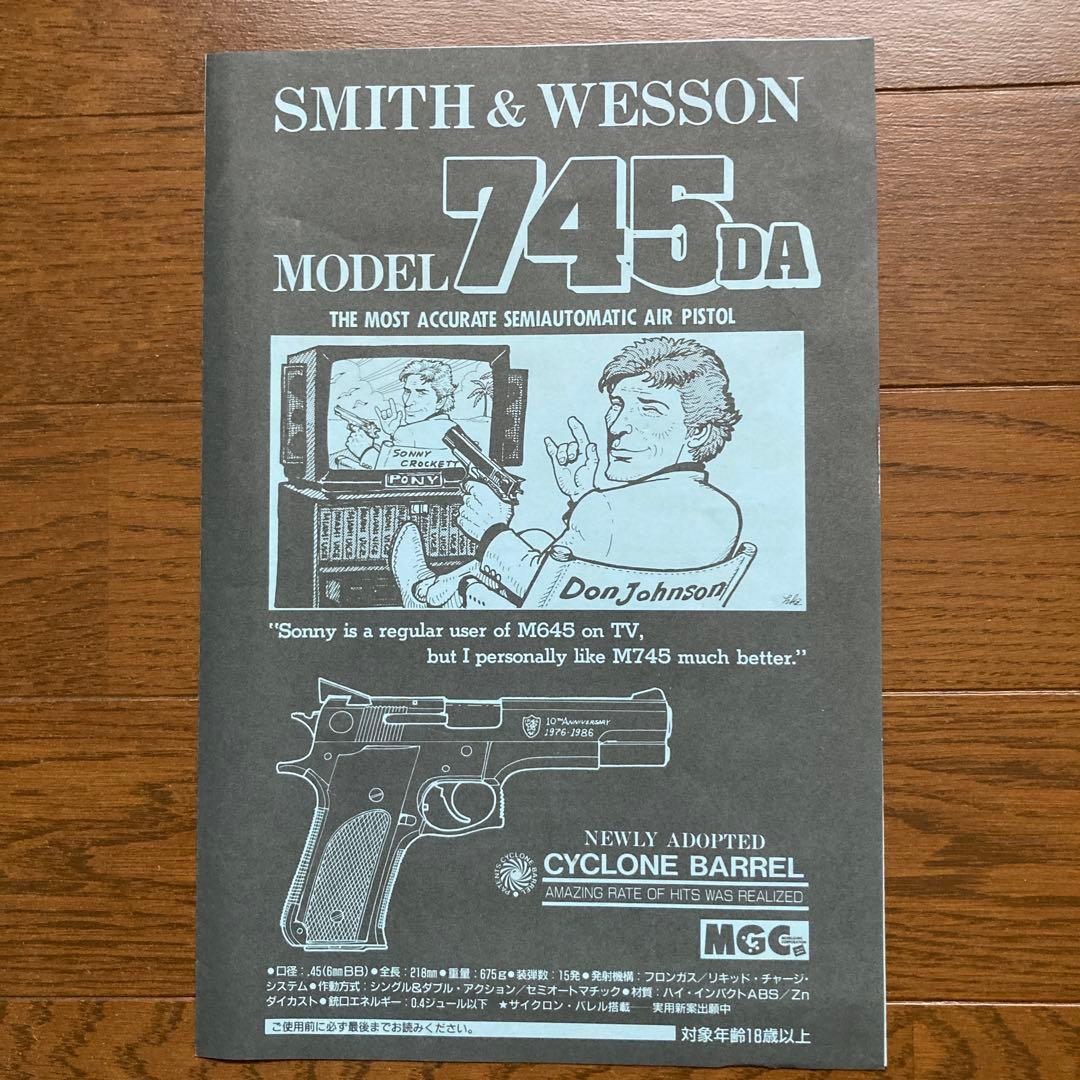 SMITH & WESSON
MODEL 745DA
THE MOST ACCURATE SEMIAUTOMATIC AIR PISTOL
SONNY
CROCKETT
PONY
Don Johnson
"Sonny is a regular user of M645 on TV,
but I personally like M745 much better."
10TH ANNIVERSARY
1976-1986
NEWLY ADOPTED
CYCLONE BARREL
PATENTS CYCLONE BARREL
AMAZING RATE OF HITS WAS REALIZED
MGC
●口径:.45(6mmBB)●全長:218mm●重量:675g●装弾数:15発●発射機構:フロンガス/リキッド・チャージ・
システム●作動方式:シングル&ダブル・アクション/セミオートマチック●材質:ハイ・インパクトABS/Zn
ダイカスト●銃口エネルギー:0.4ジュール以下 ★サイクロン・バレル搭載——実用新案出願中
ご使用前に必ず最後までお読みください。
対象年齢18歳以上